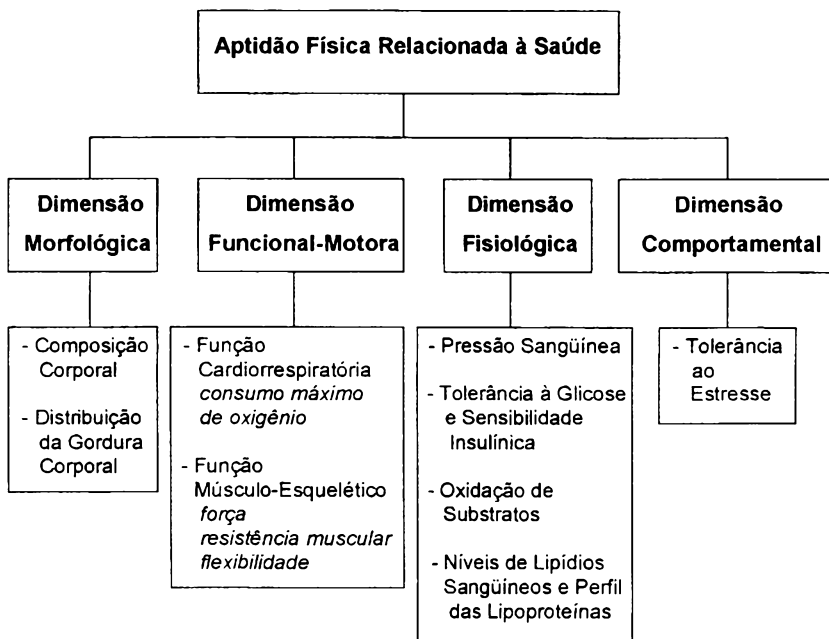 Aptidão Física Relacionada à Saúde
Dimensão
Morfológica
Dimensão
Funcional-Motora
Dimensão
Fisiológica
Dimensão
Comportamental
- Composição
Corporal
- Distribuição
da Gordura
Corporal
- Função
Cardiorrespiratória
consumo máximo
de oxigênio
- Função
Músculo-Esquelético
força
resistência muscular
flexibilidade
- Pressão Sangüínea
- Tolerância à Glicose
e Sensibilidade
Insulínica
- Oxidação de
Substratos
- Níveis de Lipídios
Sangüíneos e Perfil
das Lipoproteínas
- Tolerância
ao
Estresse